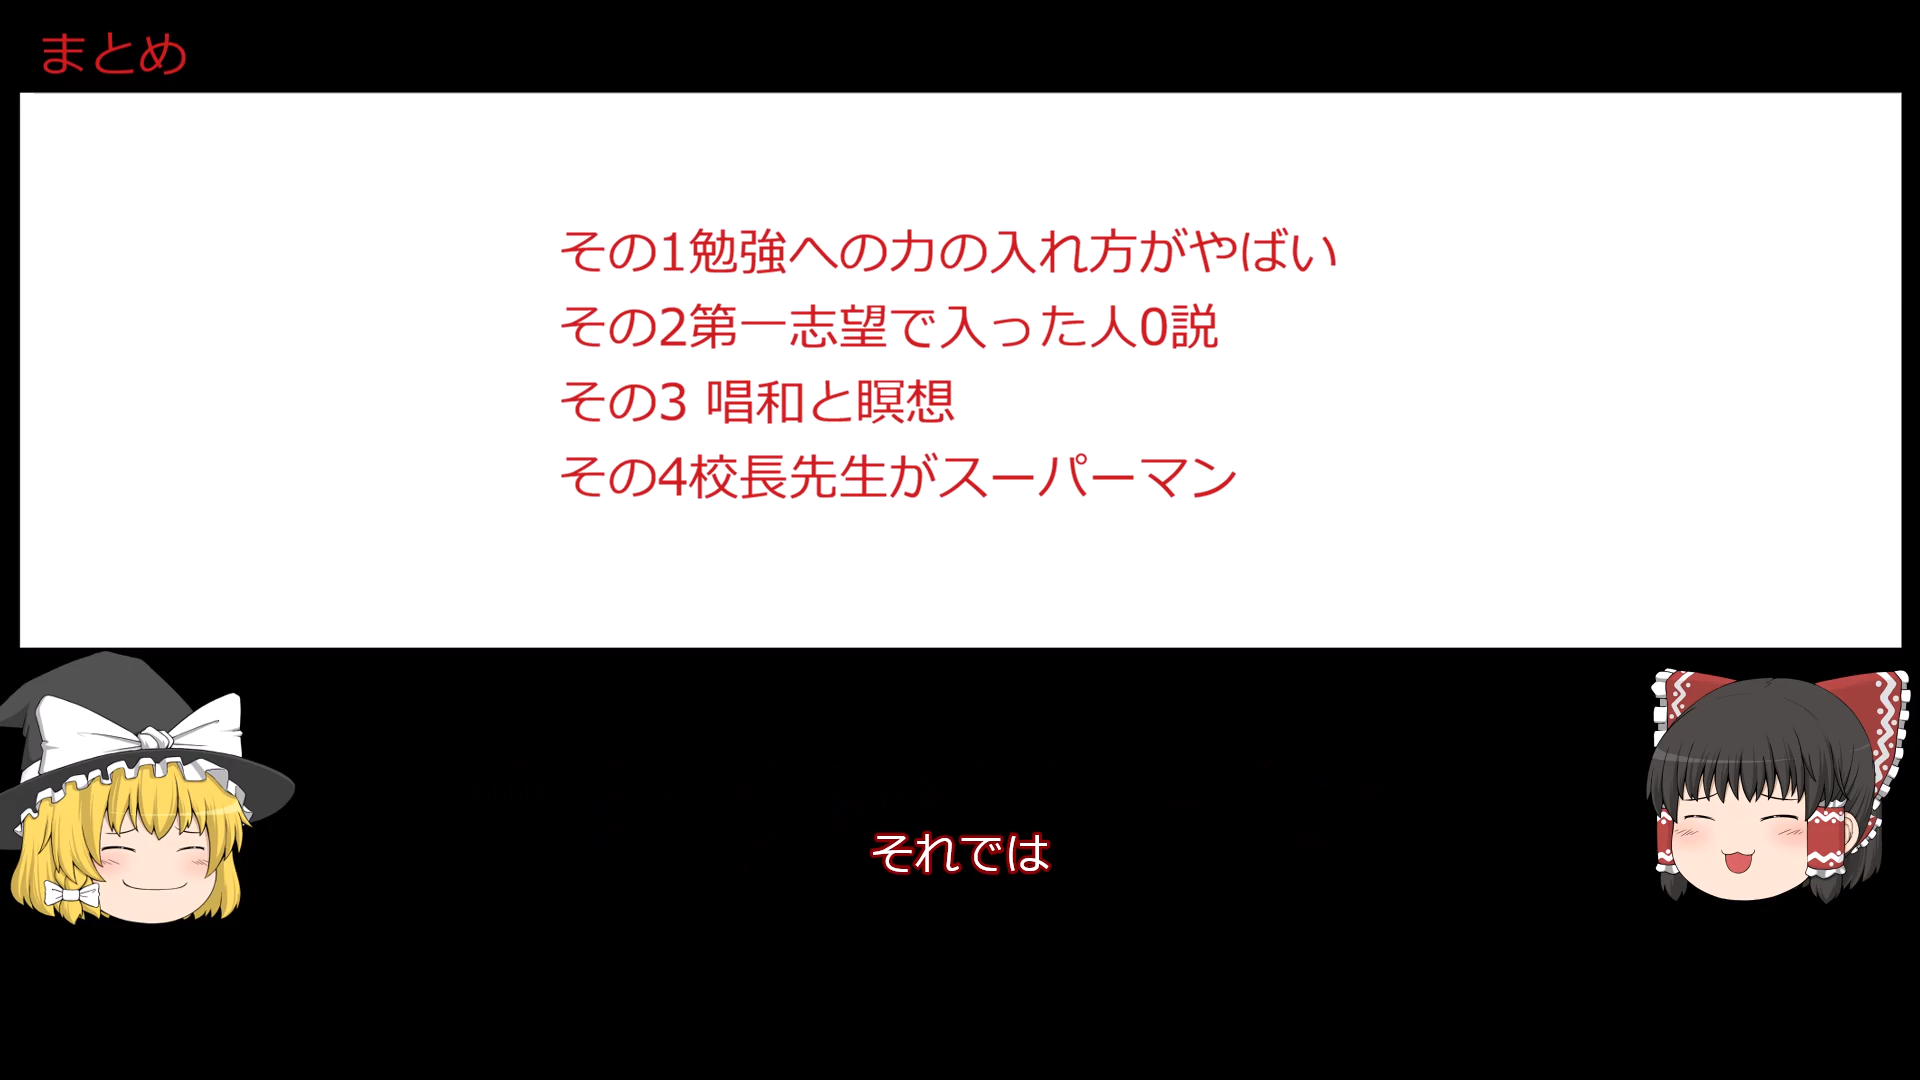 まとめ
その1勉強への力の入れ方がやばい
その2第一志望で入った人0説
その3 唱和と瞑想
その4校長先生がスーパーマン
それでは